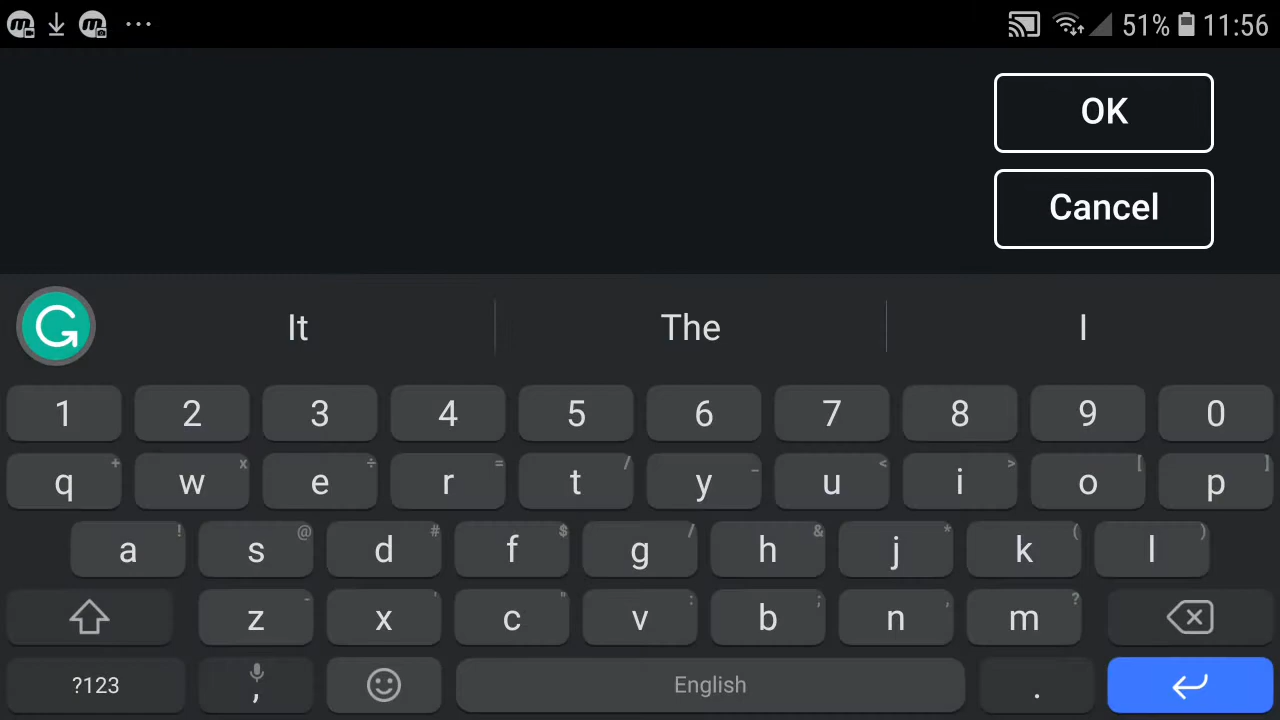 51% 11:56
OK
Cancel
It The I
1 2 3 4 5 6 7 8 9 0
q + w x e ÷ r = t / y _ u < i > o [ p ]
a ! s @ d # f $ g / h & j * k ( l )
z - x ' c " v : b ; n , m ?
?123 , English .